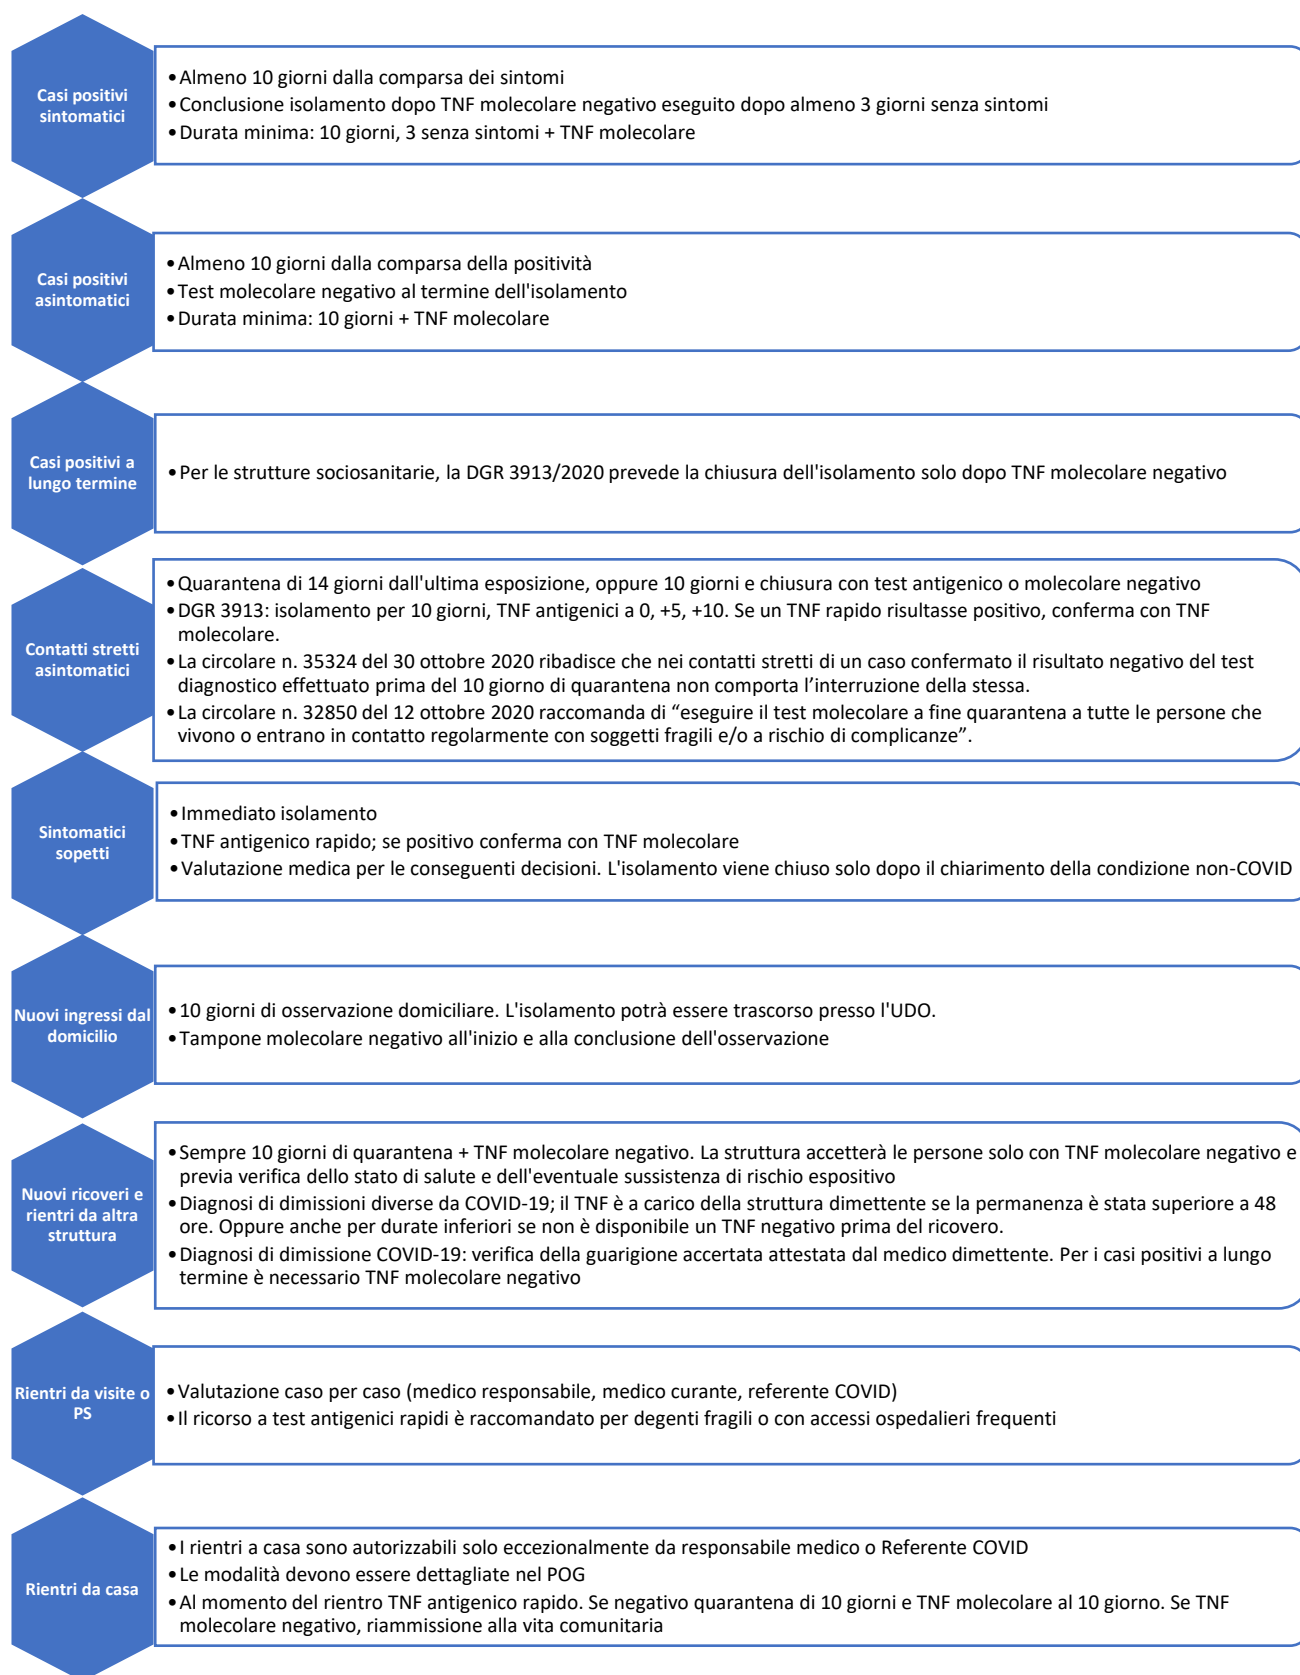 Casi positivi
sintomatici
•Almeno 10 giorni dalla comparsa dei sintomi
•Conclusione isolamento dopo TNF molecolare negativo eseguito dopo almeno 3 giorni senza sintomi
•Durata minima: 10 giorni, 3 senza sintomi + TNF molecolare
Casi positivi
asintomatici
•Almeno 10 giorni dalla comparsa della positività
•Test molecolare negativo al termine dell'isolamento
•Durata minima: 10 giorni + TNF molecolare
Casi positivi a
lungo termine
•Per le strutture sociosanitarie, la DGR 3913/2020 prevede la chiusura dell'isolamento solo dopo TNF molecolare negativo
Contatti stretti
asintomatici
•Quarantena di 14 giorni dall'ultima esposizione, oppure 10 giorni e chiusura con test antigenico o molecolare negativo
•DGR 3913: isolamento per 10 giorni, TNF antigenici a 0, +5, +10. Se un TNF rapido risultasse positivo, conferma con TNF
molecolare.
•La circolare n. 35324 del 30 ottobre 2020 ribadisce che nei contatti stretti di un caso confermato il risultato negativo del test
diagnostico effettuato prima del 10 giorno di quarantena non comporta l’interruzione della stessa.
•La circolare n. 32850 del 12 ottobre 2020 raccomanda di “eseguire il test molecolare a fine quarantena a tutte le persone che
vivono o entrano in contatto regolarmente con soggetti fragili e/o a rischio di complicanze”.
Sintomatici
sopetti
•Immediato isolamento
•TNF antigenico rapido; se positivo conferma con TNF molecolare
•Valutazione medica per le conseguenti decisioni. L'isolamento viene chiuso solo dopo il chiarimento della condizione non-COVID
Nuovi ingressi dal
domicilio
•10 giorni di osservazione domiciliare. L'isolamento potrà essere trascorso presso l'UDO.
•Tampone molecolare negativo all'inizio e alla conclusione dell'osservazione
Nuovi ricoveri e
rientri da altra
struttura
•Sempre 10 giorni di quarantena + TNF molecolare negativo. La struttura accetterà le persone solo con TNF molecolare negativo e
previa verifica dello stato di salute e dell'eventuale sussistenza di rischio espositivo
•Diagnosi di dimissioni diverse da COVID-19; il TNF è a carico della struttura dimettente se la permanenza è stata superiore a 48
ore. Oppure anche per durate inferiori se non è disponibile un TNF negativo prima del ricovero.
•Diagnosi di dimissione COVID-19: verifica della guarigione accertata attestata dal medico dimettente. Per i casi positivi a lungo
termine è necessario TNF molecolare negativo
Rientri da visite o
PS
•Valutazione caso per caso (medico responsabile, medico curante, referente COVID)
•Il ricorso a test antigenici rapidi è raccomandato per degenti fragili o con accessi ospedalieri frequenti
Rientri da casa
•I rientri a casa sono autorizzabili solo eccezionalmente da responsabile medico o Referente COVID
•Le modalità devono essere dettagliate nel POG
•Al momento del rientro TNF antigenico rapido. Se negativo quarantena di 10 giorni e TNF molecolare al 10 giorno. Se TNF
molecolare negativo, riammissione alla vita comunitaria